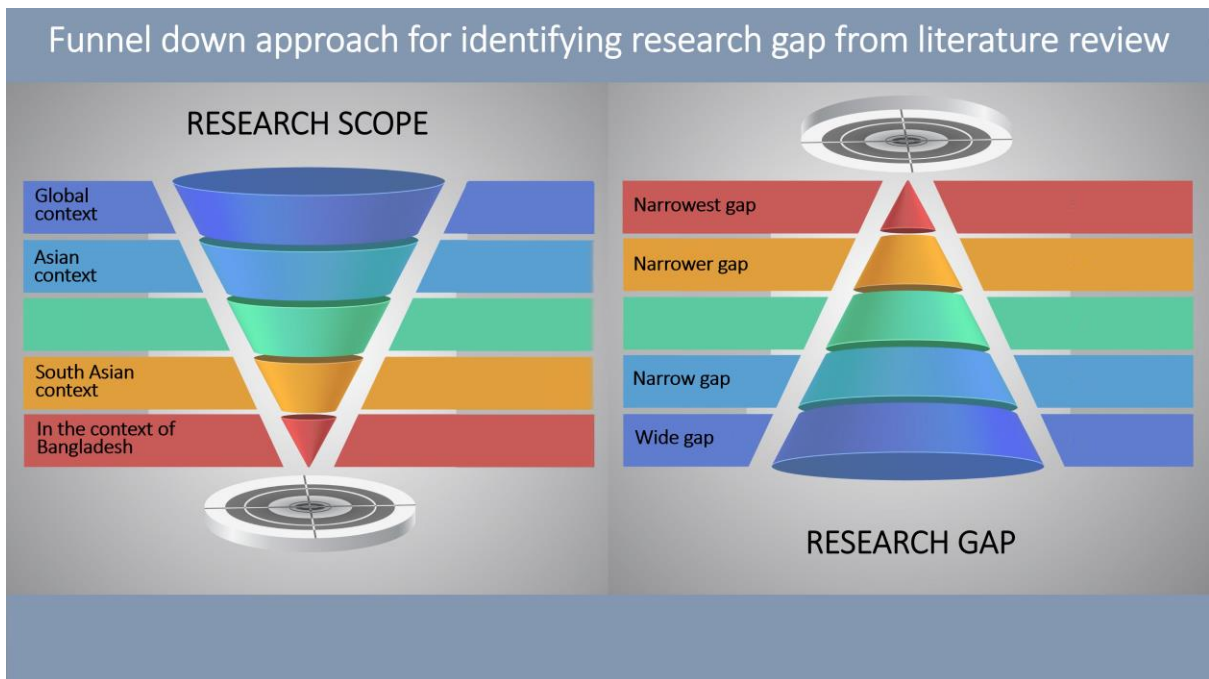 Funnel down approach for identifying research gap from literature review
RESEARCH SCOPE
Global
context
Asian
context
South Asian
context
In the context of
Bangladesh
Narrowest gap
Narrower gap
Narrow gap
Wide gap
RESEARCH GAP